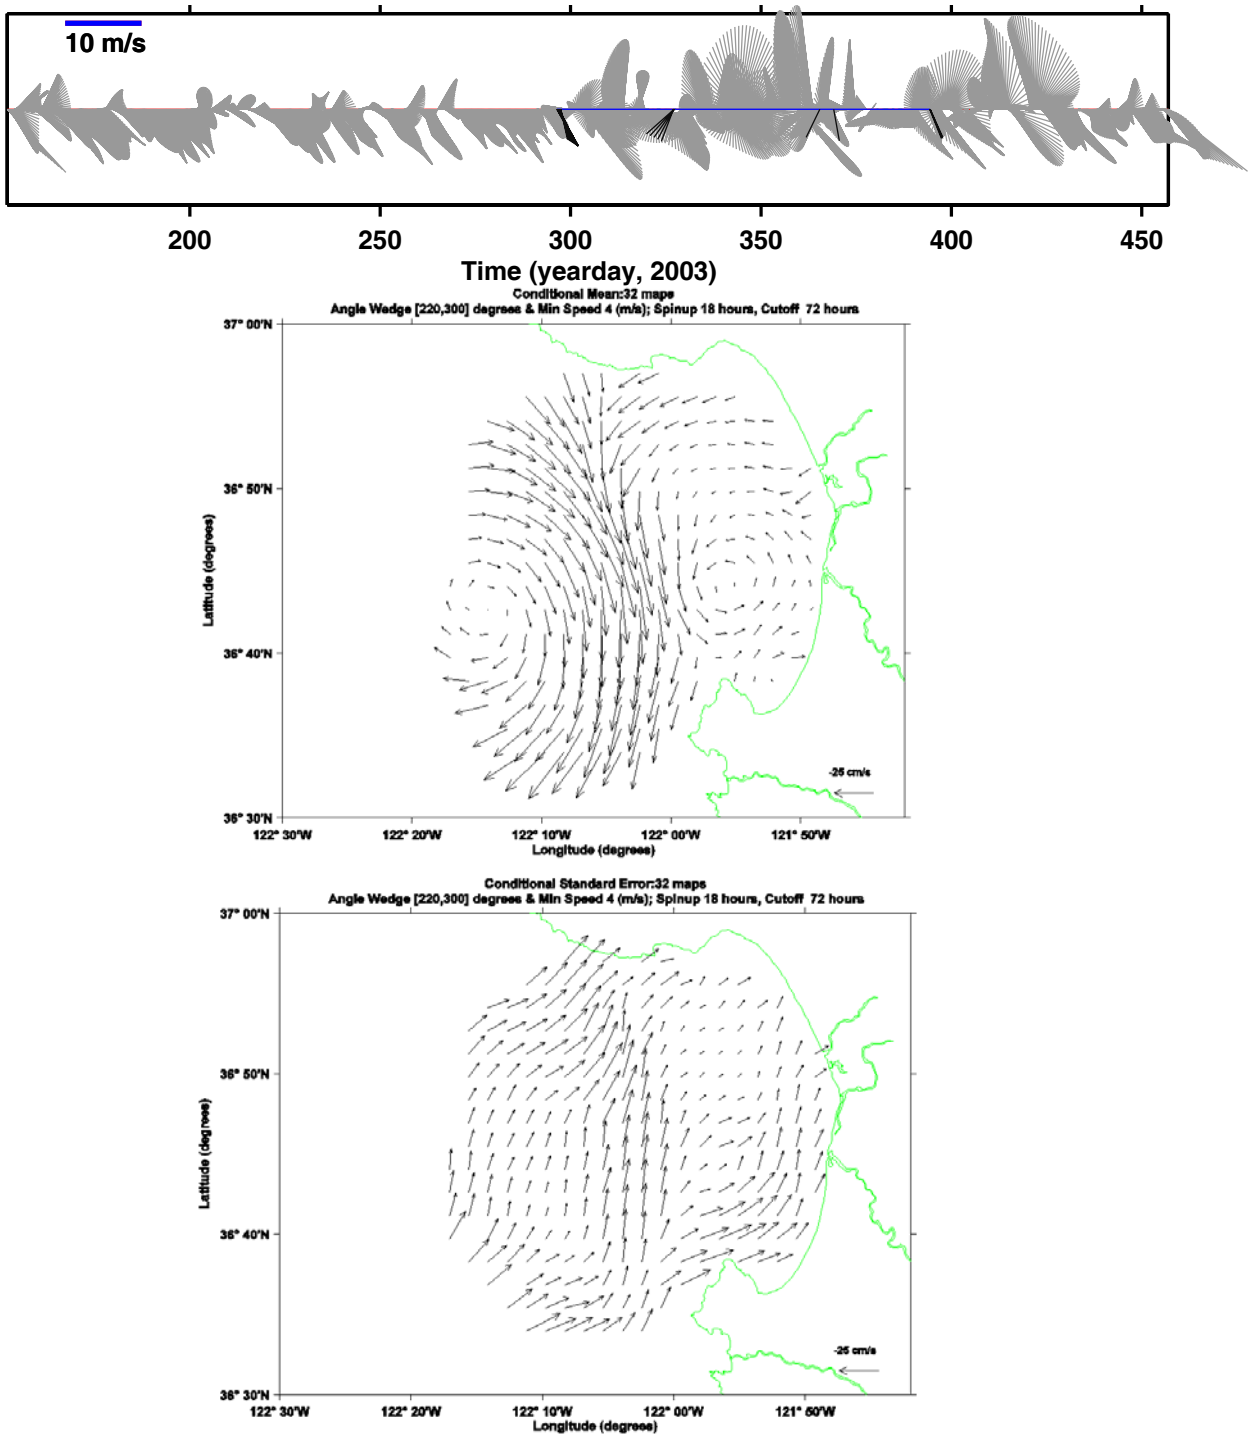 10 m/s
200 250 300 350 400 450
Time (yearday, 2003)
Conditional Mean:32 maps
Angle Wedge [220,300] degrees & Min Speed 4 (m/s); Spinup 18 hours, Cutoff 72 hours
37° 00'N
36° 50'N
Latitude (degrees)
36° 40'N
-25 cm/s
36° 30'N
122° 30'W 122° 20'W 122° 10'W 122° 00'W 121° 50'W
Longitude (degrees)
Conditional Standard Error:32 maps
Angle Wedge [220,300] degrees & Min Speed 4 (m/s); Spinup 18 hours, Cutoff 72 hours
37° 00'N
36° 50'N
Latitude (degrees)
36° 40'N
-25 cm/s
36° 30'N
122° 30'W 122° 20'W 122° 10'W 122° 00'W 121° 50'W
Longitude (degrees)